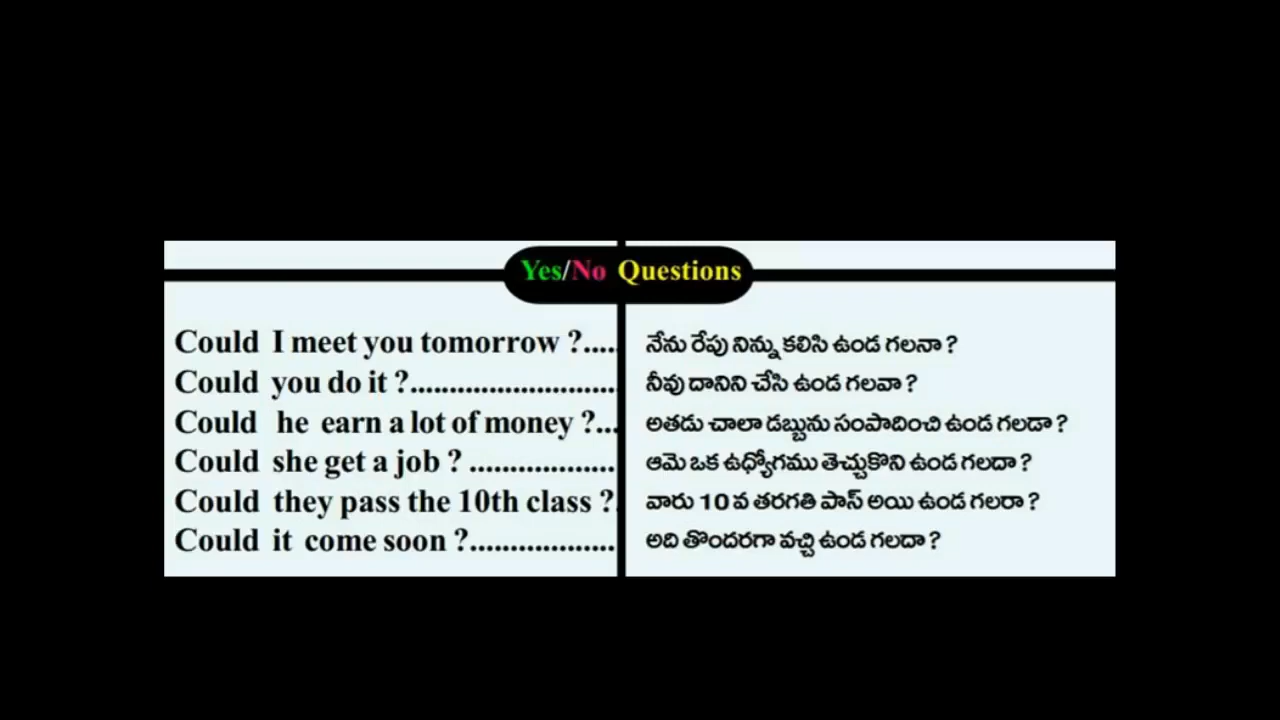 Yes/No Questions
Could I meet you tomorrow ?..... నేను రేపు నిన్ను కలిసి ఉండ గలనా ?
Could you do it ?.......................... నీవు దానిని చేసి ఉండ గలవా ?
Could he earn a lot of money ?... అతడు చాలా డబ్బును సంపాదించి ఉండ గలడా ?
Could she get a job ? .................. ఆమె ఒక ఉధ్యోగము తెచ్చుకొని ఉండ గలదా ?
Could they pass the 10th class ?. వారు 10 వ తరగతి పాస్ అయి ఉండ గలరా ?
Could it come soon ?.................. అది తొందరగా వచ్చి ఉండ గలదా ?